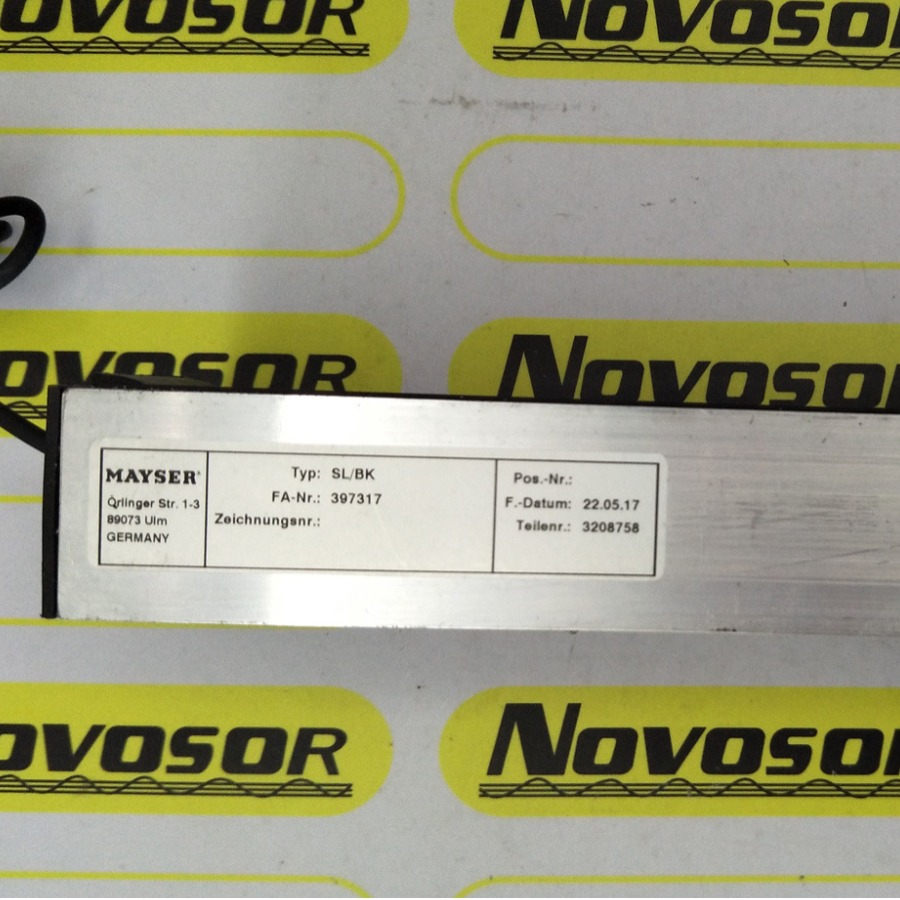 NOVOSOR
NOVOSOR
NOVOSOR
NOVOSOR
MAYSER®
Örlinger Str. 1-3
89073 Ulm
GERMANY
Typ: SL/BK
FA-Nr.: 397317
Zeichnungsnr.:
Pos.-Nr.:
F.-Datum: 22.05.17
Teilenr.: 3208758
NOVOSOR
NOVOSOR